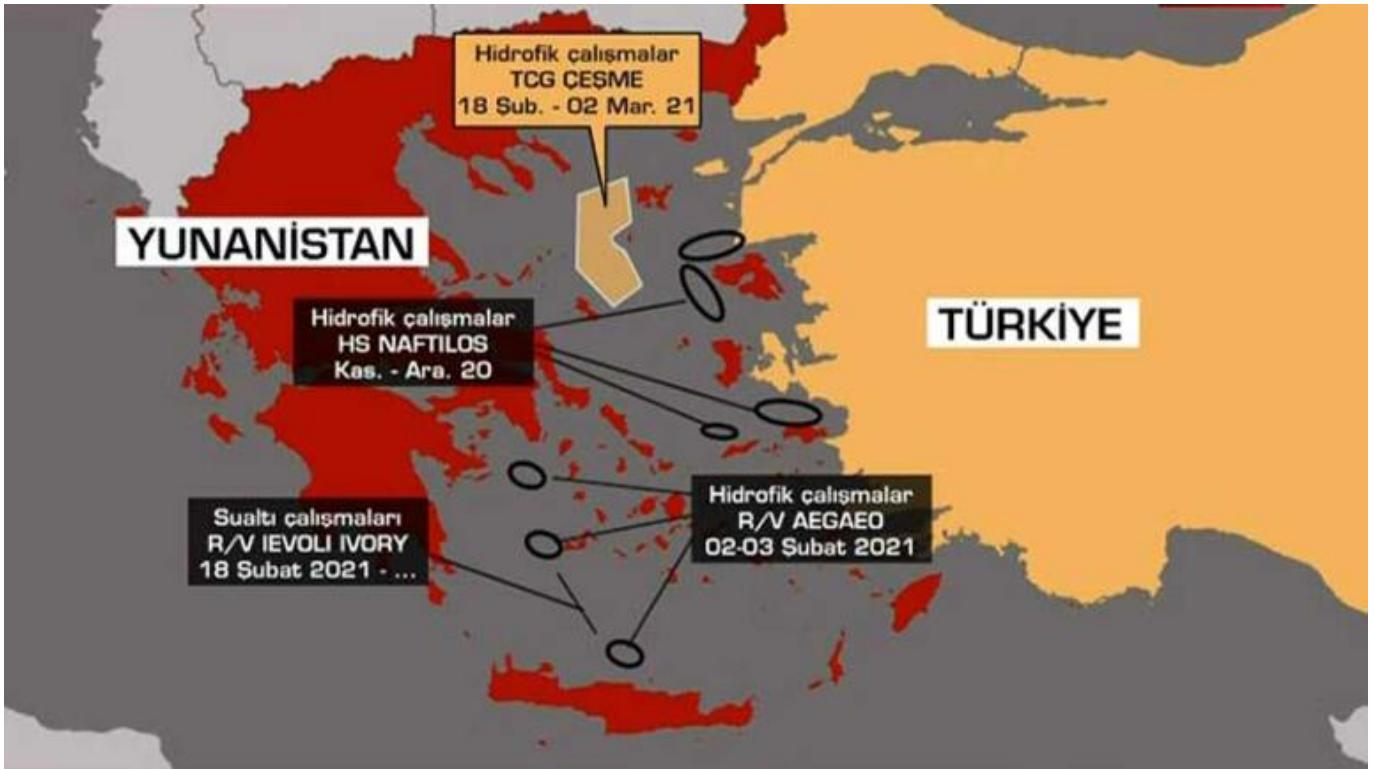 Hidrofik çalışmalar
TCG ÇEŞME
18 Şub. - 02 Mar. 21
YUNANİSTAN
Hidrofik çalışmalar
HS NAFTILOS
Kas. - Ara. 20
TÜRKİYE
Sualtı çalışmaları
R/V IEVOLI IVORY
18 Şubat 2021 - ...
Hidrofik çalışmalar
R/V AEGAEO
02-03 Şubat 2021